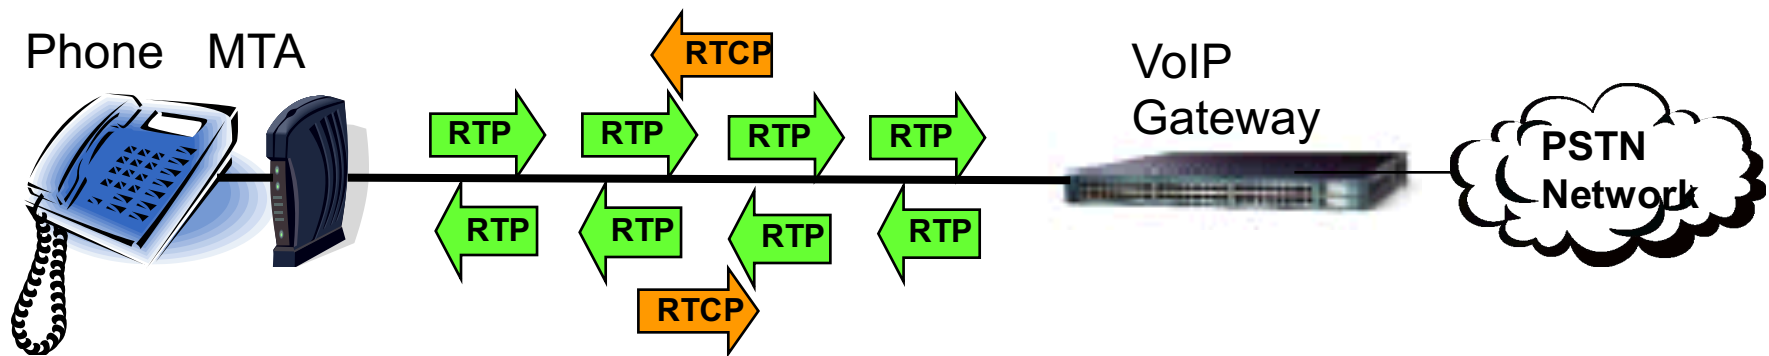 Phone MTA
RTCP
VoIP
Gateway
RTP RTP RTP RTP
PSTN
Network
RTP RTP RTP RTP
RTCP